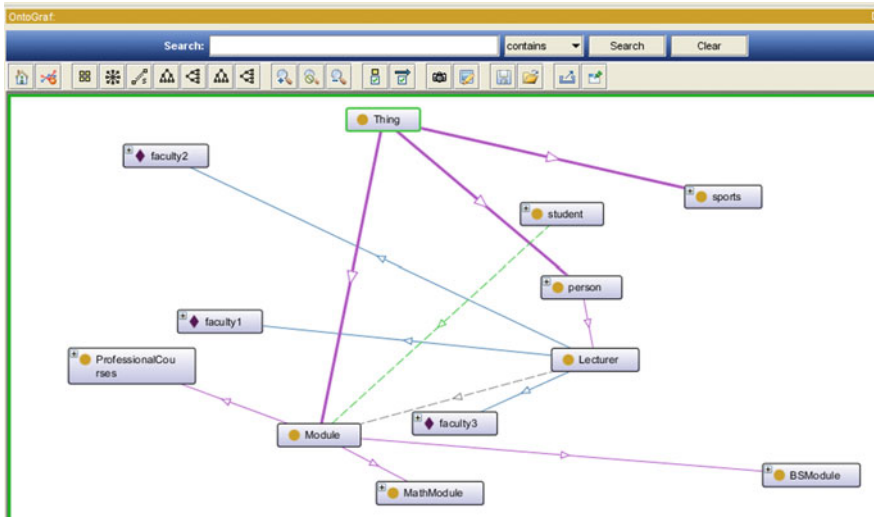 OntoGraf:
Search:
contains
Search
Clear
Thing
faculty2
sports
student
person
faculty1
Lecturer
ProfessionalCou
rses
faculty3
Module
BSModule
MathModule